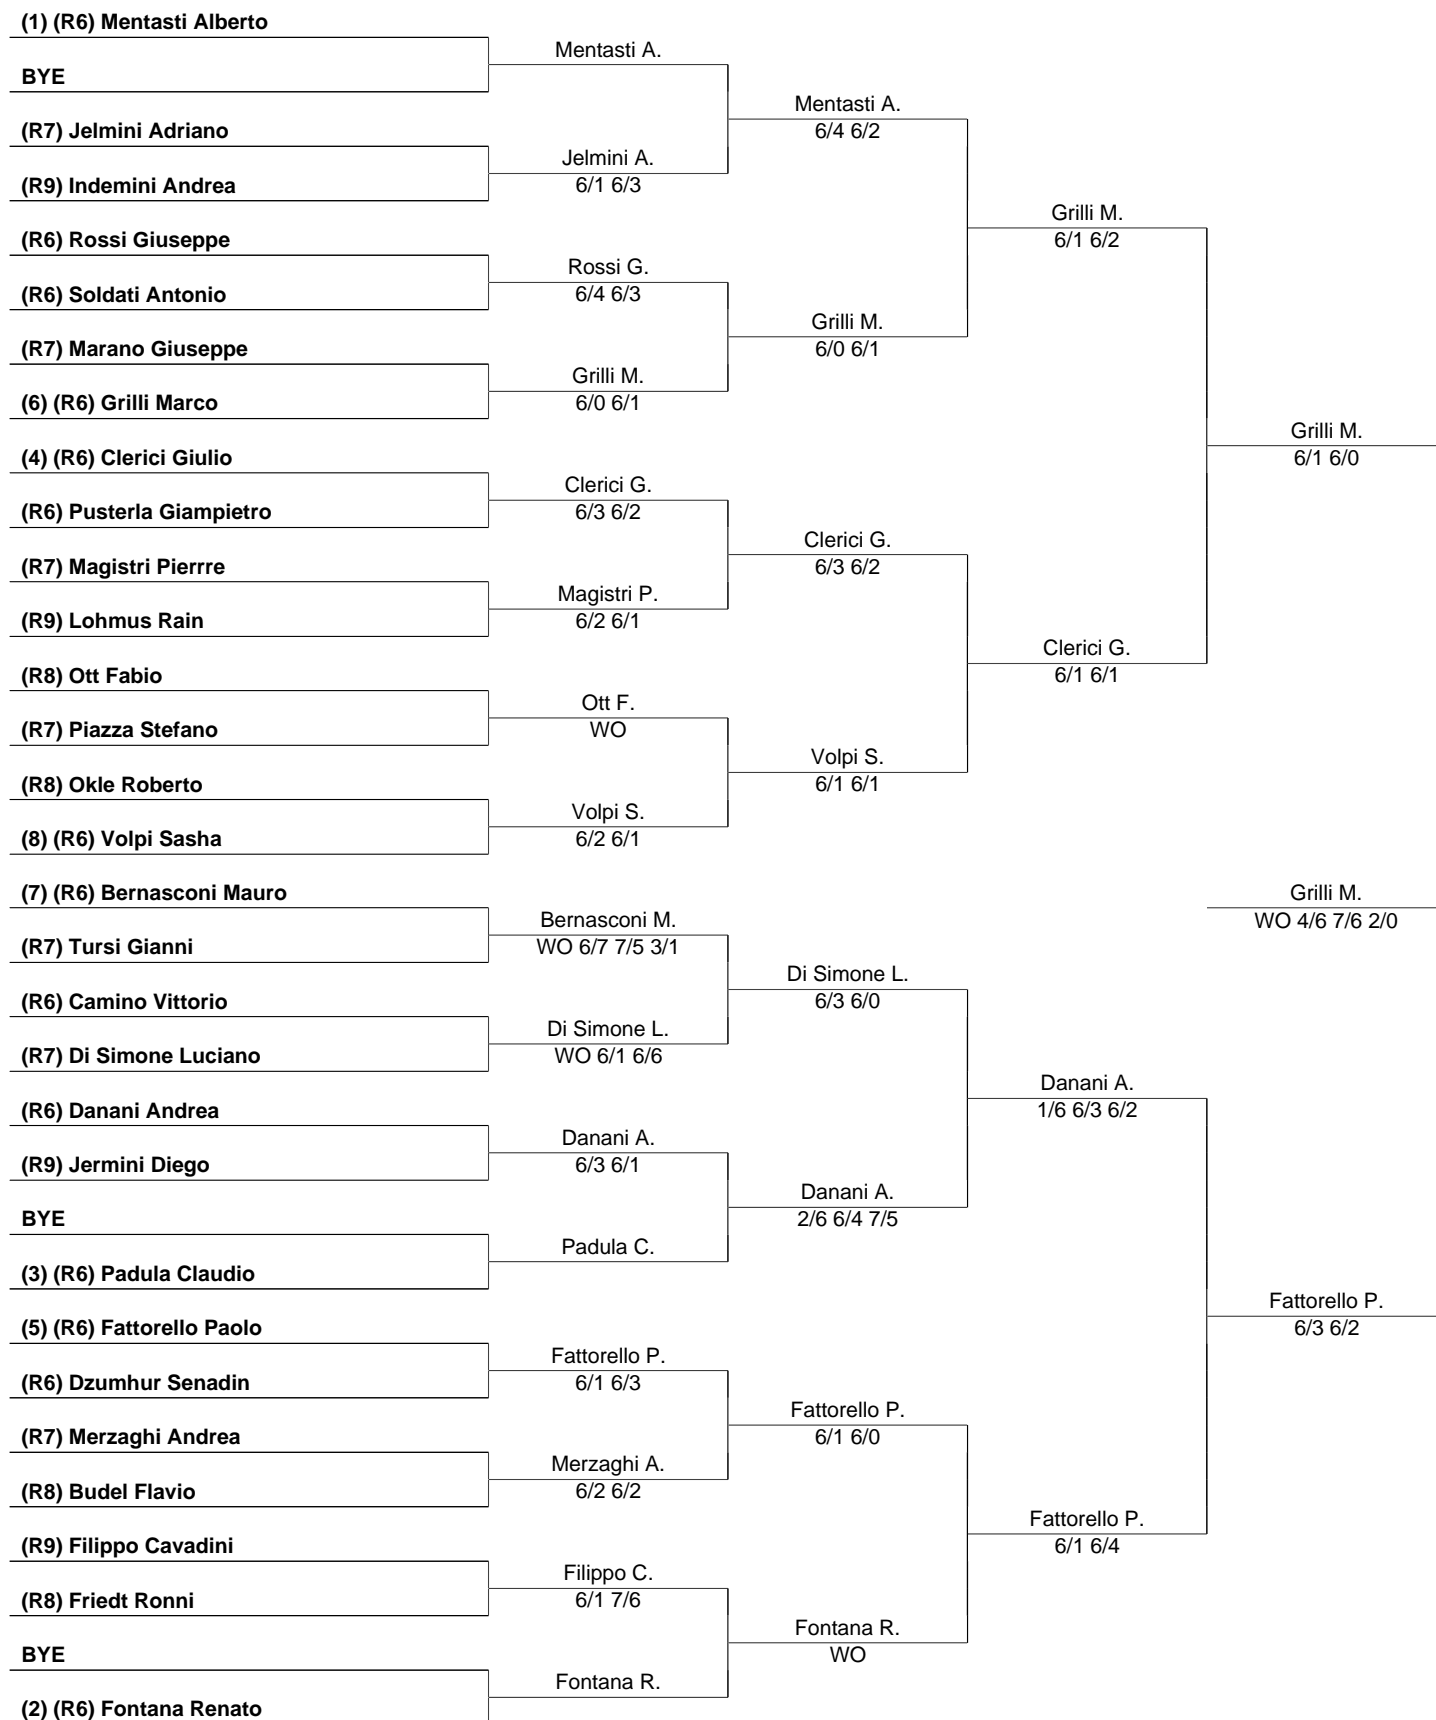 (1) (R6) Mentasti Alberto
Mentasti A.
BYE
Mentasti A.
6/4 6/2
(R7) Jelmini Adriano
Jelmini A.
6/1 6/3
(R9) Indemini Andrea
Grilli M.
6/1 6/2
(R6) Rossi Giuseppe
Rossi G.
6/4 6/3
(R6) Soldati Antonio
Grilli M.
6/0 6/1
(R7) Marano Giuseppe
Grilli M.
6/0 6/1
(6) (R6) Grilli Marco
Grilli M.
6/1 6/0
(4) (R6) Clerici Giulio
Clerici G.
6/3 6/2
(R6) Pusterla Giampietro
Clerici G.
6/3 6/2
(R7) Magistri Pierrre
Magistri P.
6/2 6/1
(R9) Lohmus Rain
Clerici G.
6/1 6/1
(R8) Ott Fabio
Ott F.
WO
(R7) Piazza Stefano
Volpi S.
6/1 6/1
(R8) Okle Roberto
Volpi S.
6/2 6/1
(8) (R6) Volpi Sasha
(7) (R6) Bernasconi Mauro
Grilli M.
WO 4/6 7/6 2/0
Bernasconi M.
WO 6/7 7/5 3/1
(R7) Tursi Gianni
Di Simone L.
6/3 6/0
(R6) Camino Vittorio
Di Simone L.
WO 6/1 6/6
(R7) Di Simone Luciano
Danani A.
1/6 6/3 6/2
(R6) Danani Andrea
Danani A.
6/3 6/1
(R9) Jermini Diego
Danani A.
2/6 6/4 7/5
BYE
Padula C.
(3) (R6) Padula Claudio
Fattorello P.
6/3 6/2
(5) (R6) Fattorello Paolo
Fattorello P.
6/1 6/3
(R6) Dzumhur Senadin
Fattorello P.
6/1 6/0
(R7) Merzaghi Andrea
Merzaghi A.
6/2 6/2
(R8) Budel Flavio
Fattorello P.
6/1 6/4
(R9) Filippo Cavadini
Filippo C.
6/1 7/6
(R8) Friedt Ronni
Fontana R.
WO
BYE
Fontana R.
(2) (R6) Fontana Renato